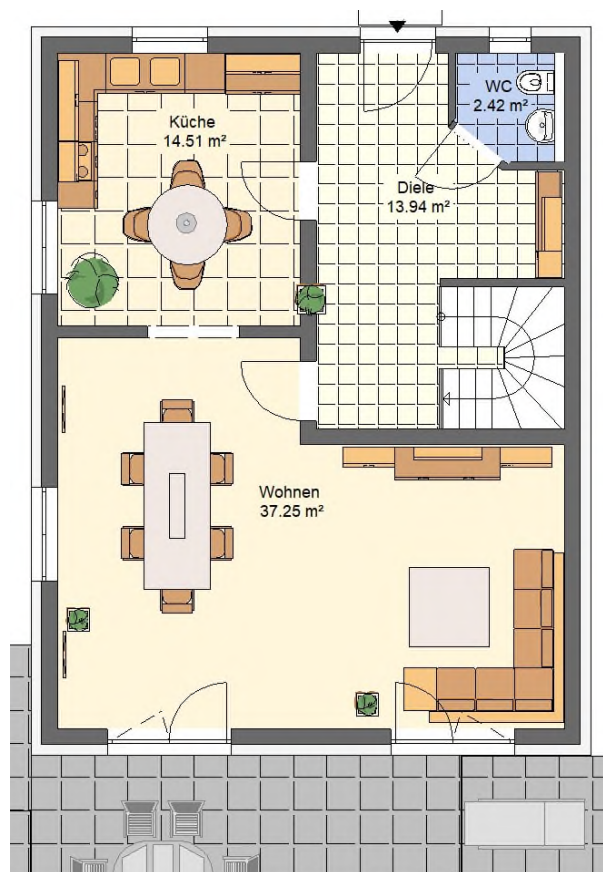 WC
2.42 m²
Küche
14.51 m²
Diele
13.94 m²
Wohnen
37.25 m²